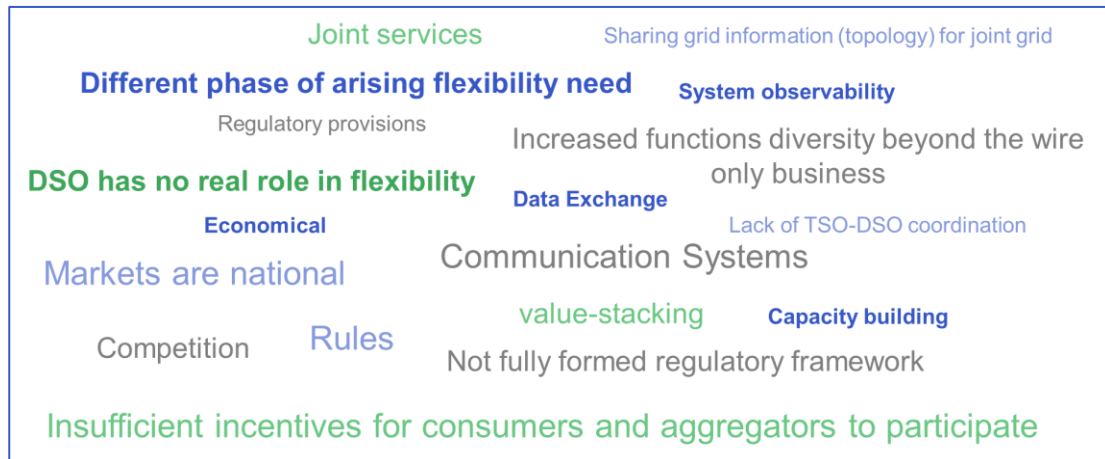 Joint services
Sharing grid information (topology) for joint grid
Different phase of arising flexibility need
System observability
Regulatory provisions
Increased functions diversity beyond the wire
only business
DSO has no real role in flexibility
Data Exchange
Economical
Lack of TSO-DSO coordination
Communication Systems
Markets are national
value-stacking
Capacity building
Rules
Competition
Not fully formed regulatory framework
Insufficient incentives for consumers and aggregators to participate